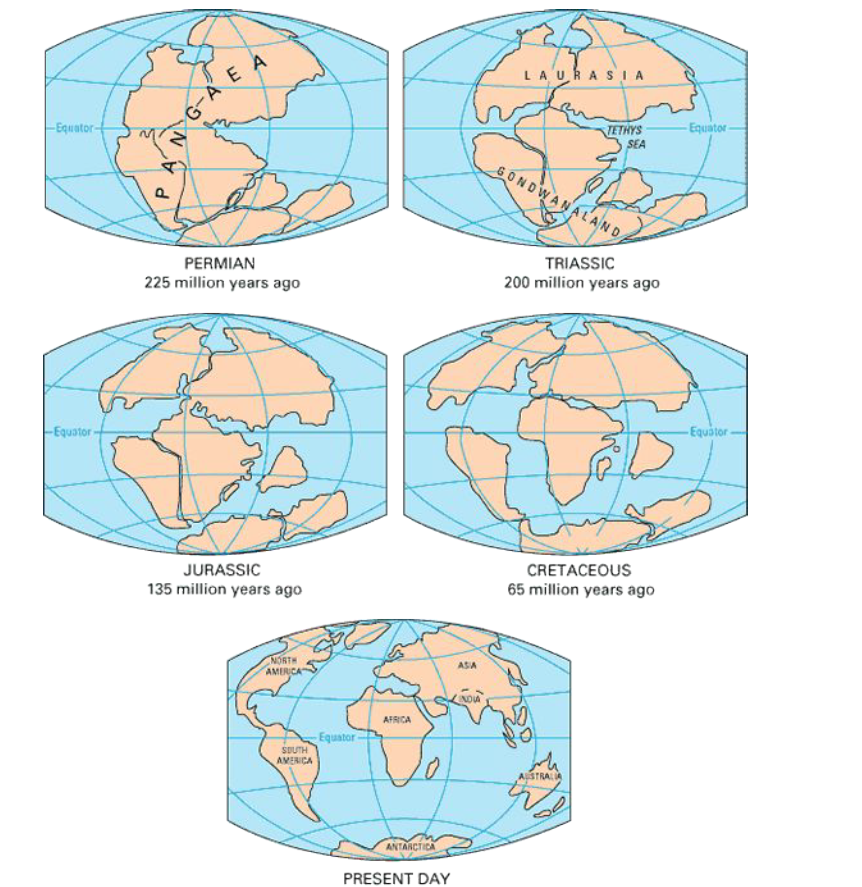 PANGAEA
Equator
PERMIAN
225 million years ago
LAURASIA
TETHYS
SEA
Equator
GONDWANALAND
TRIASSIC
200 million years ago
Equator
JURASSIC
135 million years ago
Equator
CRETACEOUS
65 million years ago
NORTH
AMERICA
ASIA
INDIA
AFRICA
Equator
SOUTH
AMERICA
AUSTRALIA
ANTARCTICA
PRESENT DAY